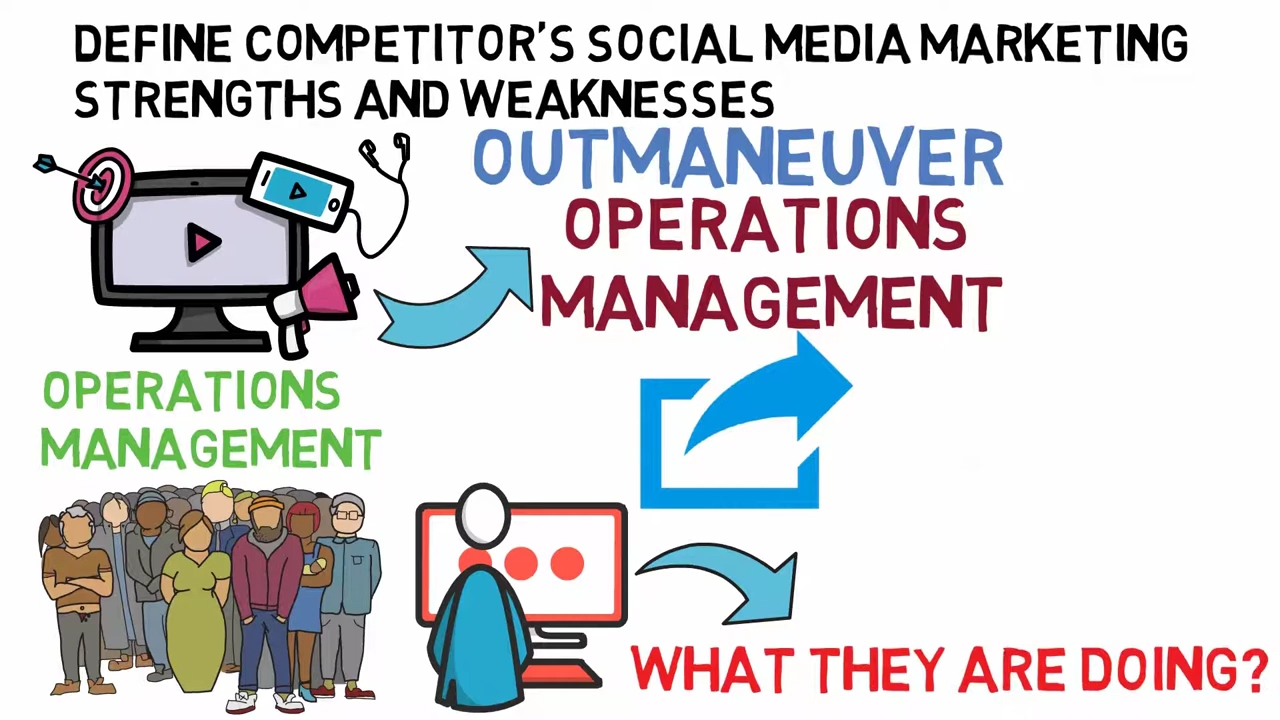 DEFINE COMPETITOR'S SOCIAL MEDIA MARKETING
STRENGTHS AND WEAKNESSES
OUTMANEUVER
OPERATIONS
MANAGEMENT
OPERATIONS
MANAGEMENT
WHAT THEY ARE DOING?